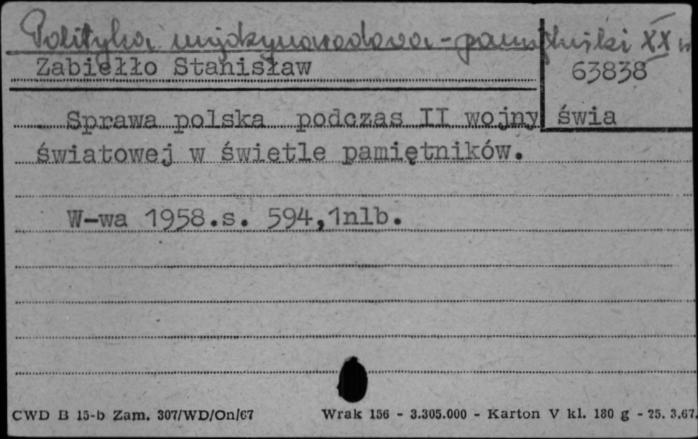 Polityka międzynarodowa - pamiętniki XX w
Zabiełło Stanisław 63838
Sprawa polska podczas II wojny świa
światowej w świetle pamiętników.
W-wa 1958.s. 594,1nlb.
CWD B 15-b Zam. 307/WD/On/67 Wrak 156 - 3.305.000 - Karton V kl. 180 g - 25. 3.67.